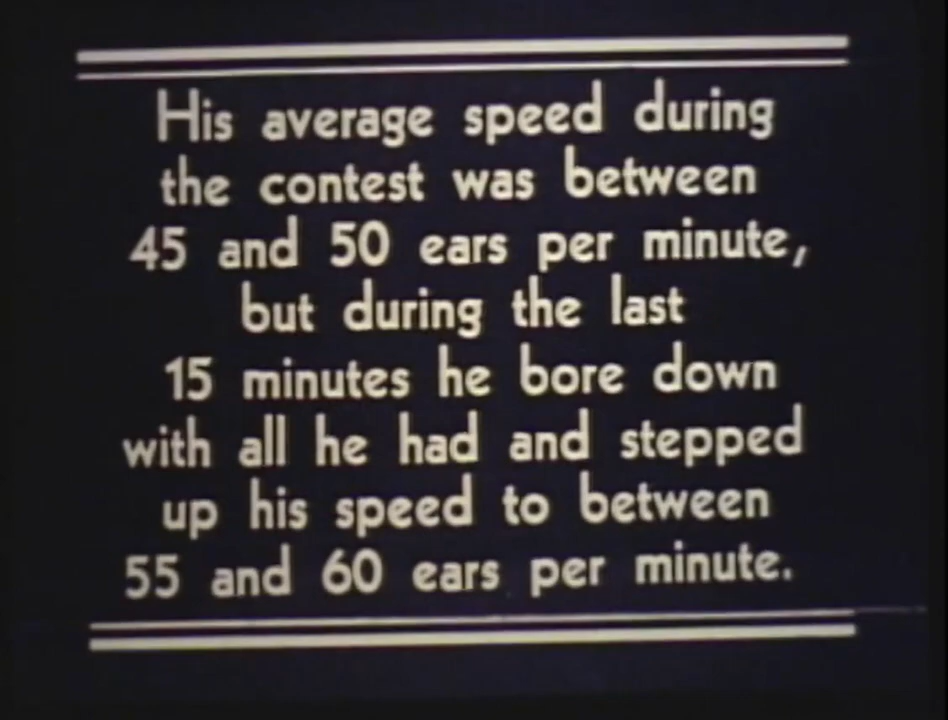 His average speed during
the contest was between
45 and 50 ears per minute,
but during the last
15 minutes he bore down
with all he had and stepped
up his speed to between
55 and 60 ears per minute.